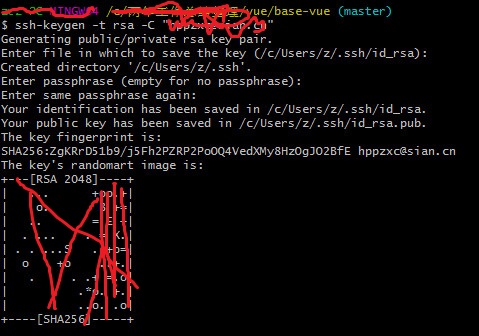 MINGW64 /c/ vue/base-vue (master)
$ ssh-keygen -t rsa -C "hppzxc@sian.cn"
Generating public/private rsa key pair.
Enter file in which to save the key (/c/Users/z/.ssh/id_rsa):
Created directory '/c/Users/z/.ssh'.
Enter passphrase (empty for no passphrase):
Enter same passphrase again:
Your identification has been saved in /c/Users/z/.ssh/id_rsa.
Your public key has been saved in /c/Users/z/.ssh/id_rsa.pub.
The key fingerprint is:
SHA256:ZgKRrD51b9/j5Fh2PZRP2PoOQ4VedXMy8HzOgJO2BfE hppzxc@sian.cn
The key's randomart image is:
+---[RSA 2048]----+
+----[SHA256]-----+